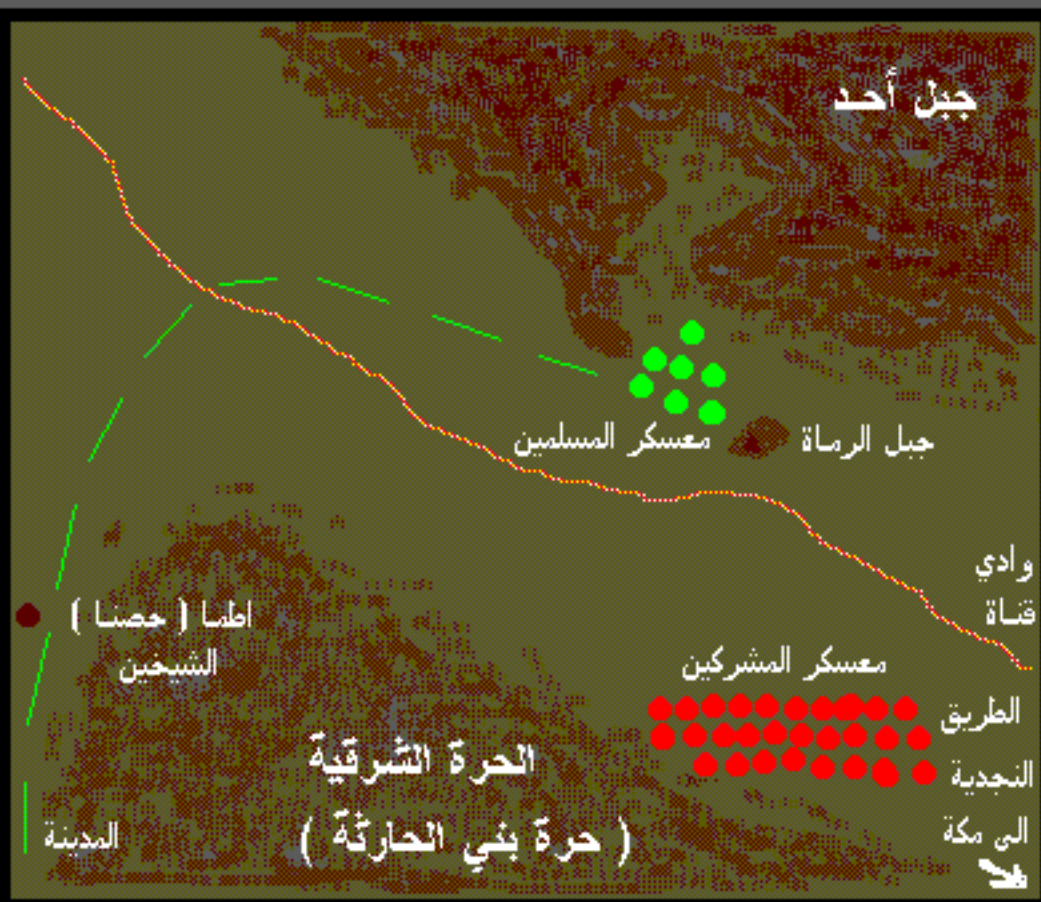 جبل أحد
معسكر المسلمين
جبل الرماة
وادي
قناة
اطما ( حصنا )
الشيخين
معسكر المشركين
الطريق
النجدية
الى مكة
الحرة الشرقية
( حرة بني الحارثة )
المدينة